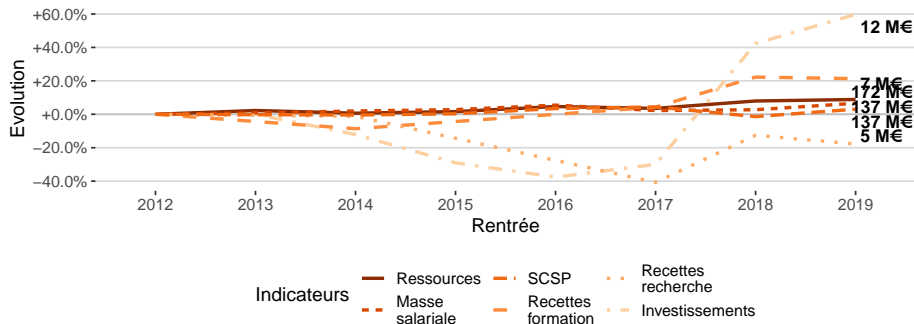 +60.0%
+40.0%
+20.0%
+0.0%
−20.0%
−40.0%
Evolution
12 M€
7 M€
172 M€
137 M€
137 M€
5 M€
2012 2013 2014 2015 2016 2017 2018 2019
Rentrée
Indicateurs
Ressources
Masse
salariale
SCSP
Recettes
formation
Recettes
recherche
Investissements